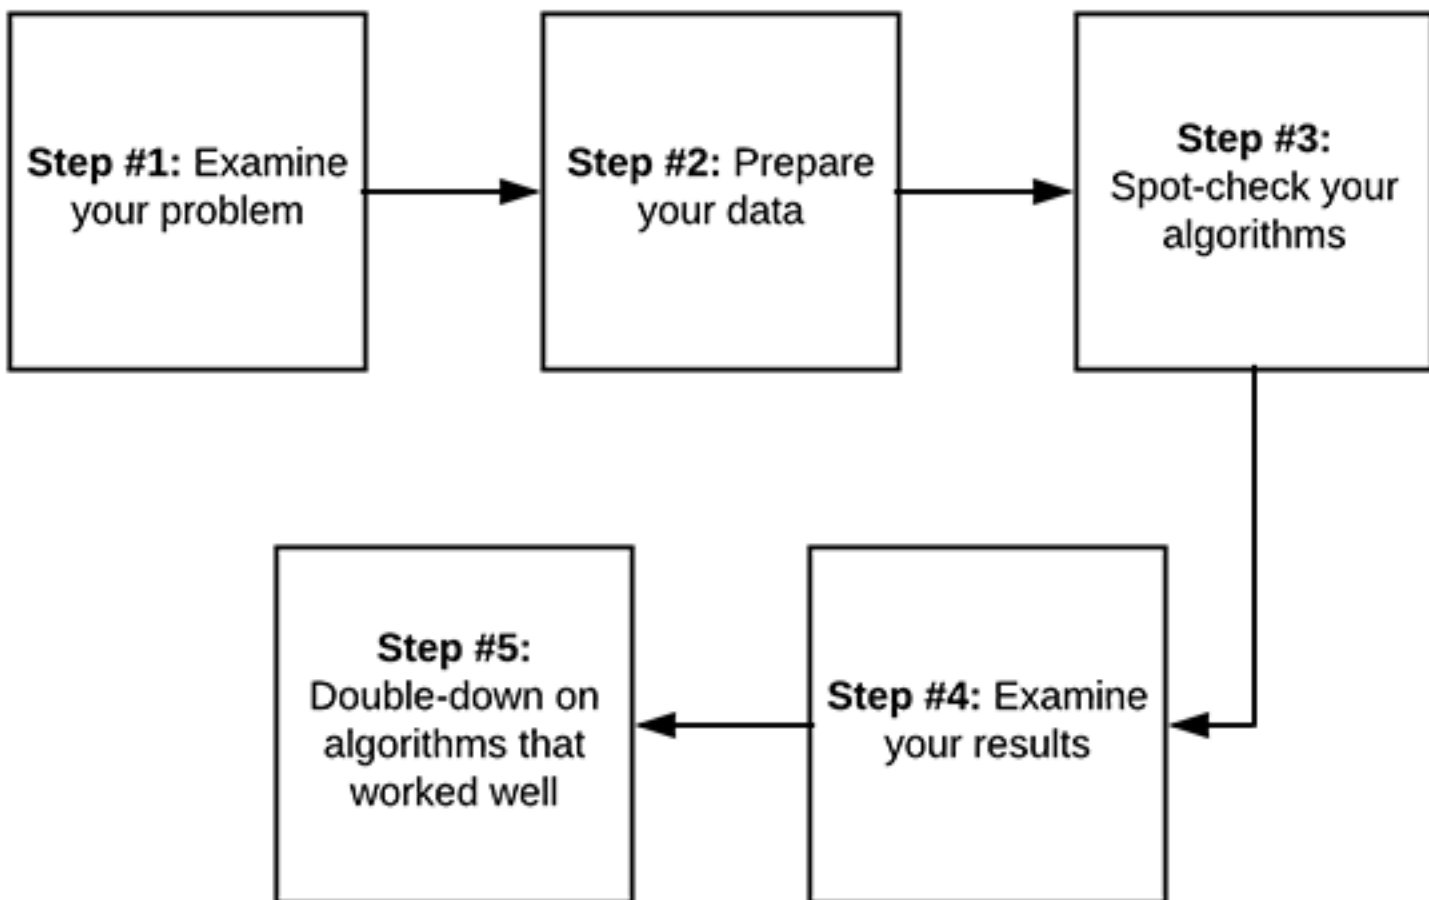 Step #1: Examine
your problem
Step #2: Prepare
your data
Step #3:
Spot-check your
algorithms
Step #4: Examine
your results
Step #5:
Double-down on
algorithms that
worked well